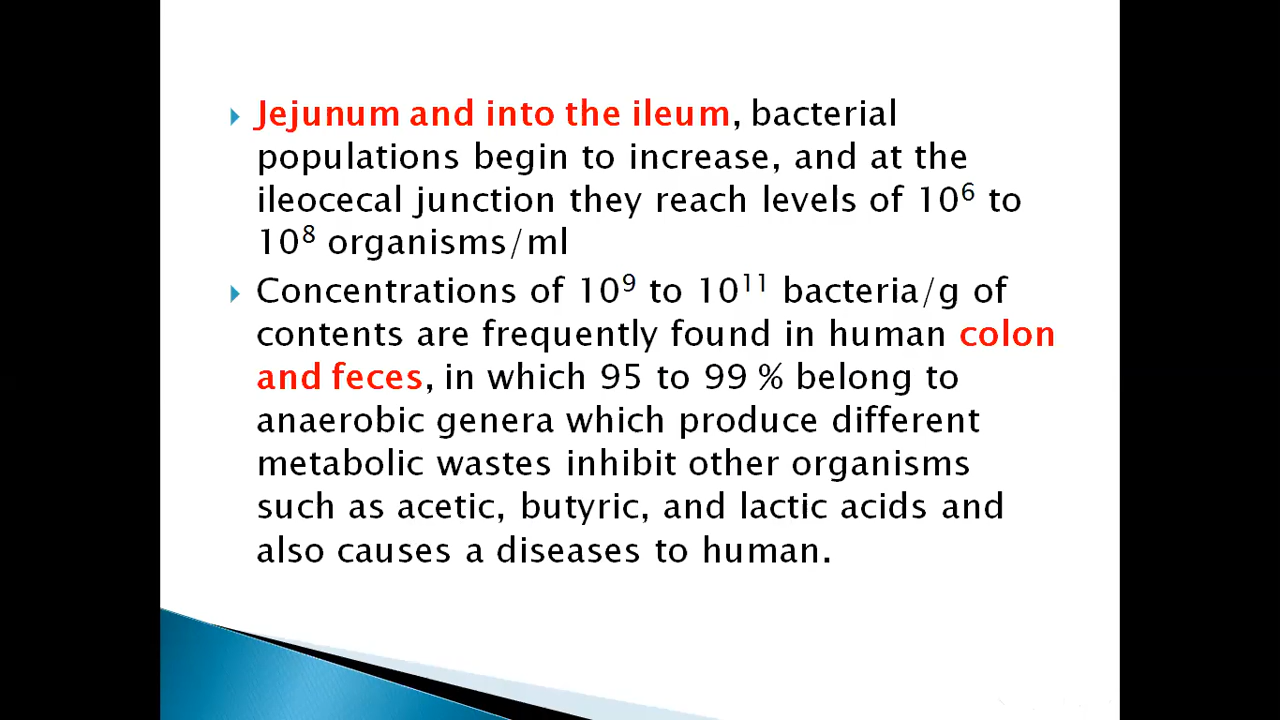 Jejunum and into the ileum, bacterial
populations begin to increase, and at the
ileocecal junction they reach levels of 10⁶ to
10⁸ organisms/ml
Concentrations of 10⁹ to 10¹¹ bacteria/g of
contents are frequently found in human colon
and feces, in which 95 to 99 % belong to
anaerobic genera which produce different
metabolic wastes inhibit other organisms
such as acetic, butyric, and lactic acids and
also causes a diseases to human.